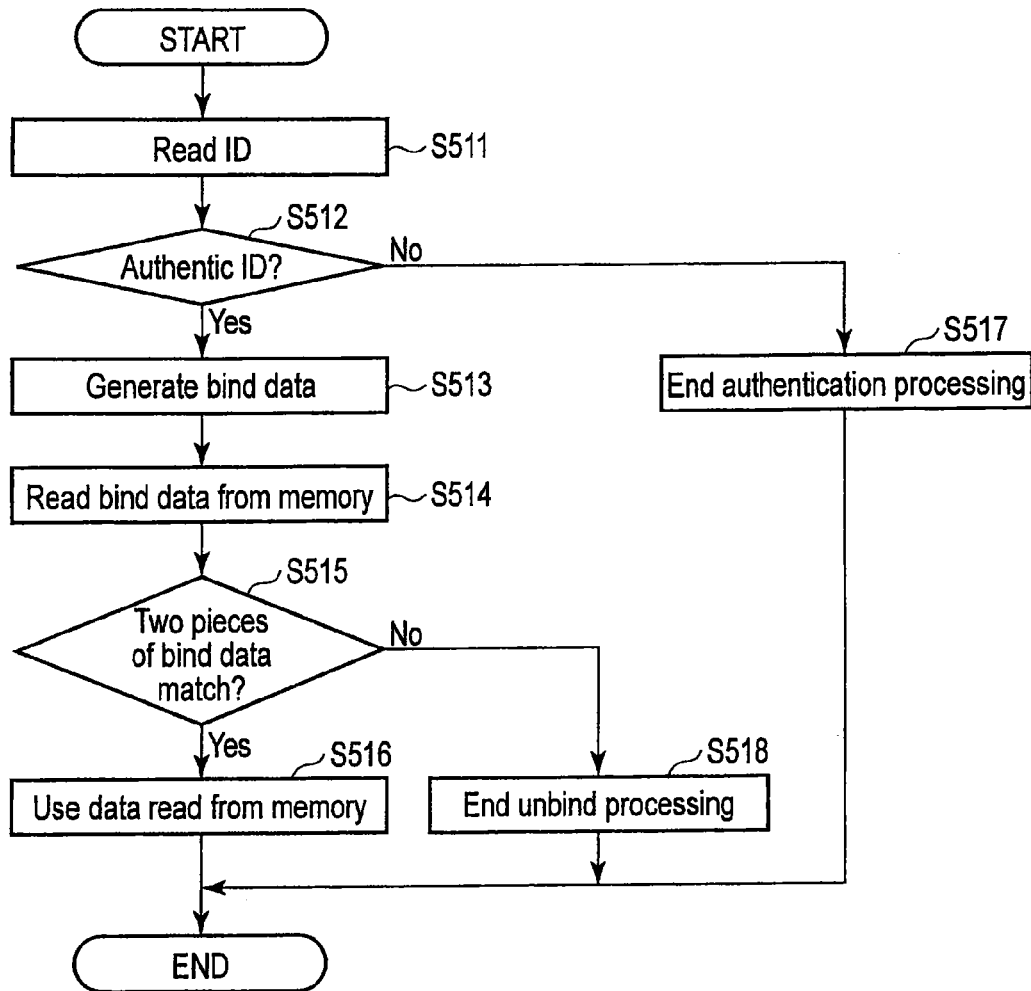 START
Read ID
S511
S512
Authentic ID?
No
Yes
S517
Generate bind data
S513
End authentication processing
Read bind data from memory
S514
S515
Two pieces
of bind data
match?
No
Yes
S516
S518
Use data read from memory
End unbind processing
END